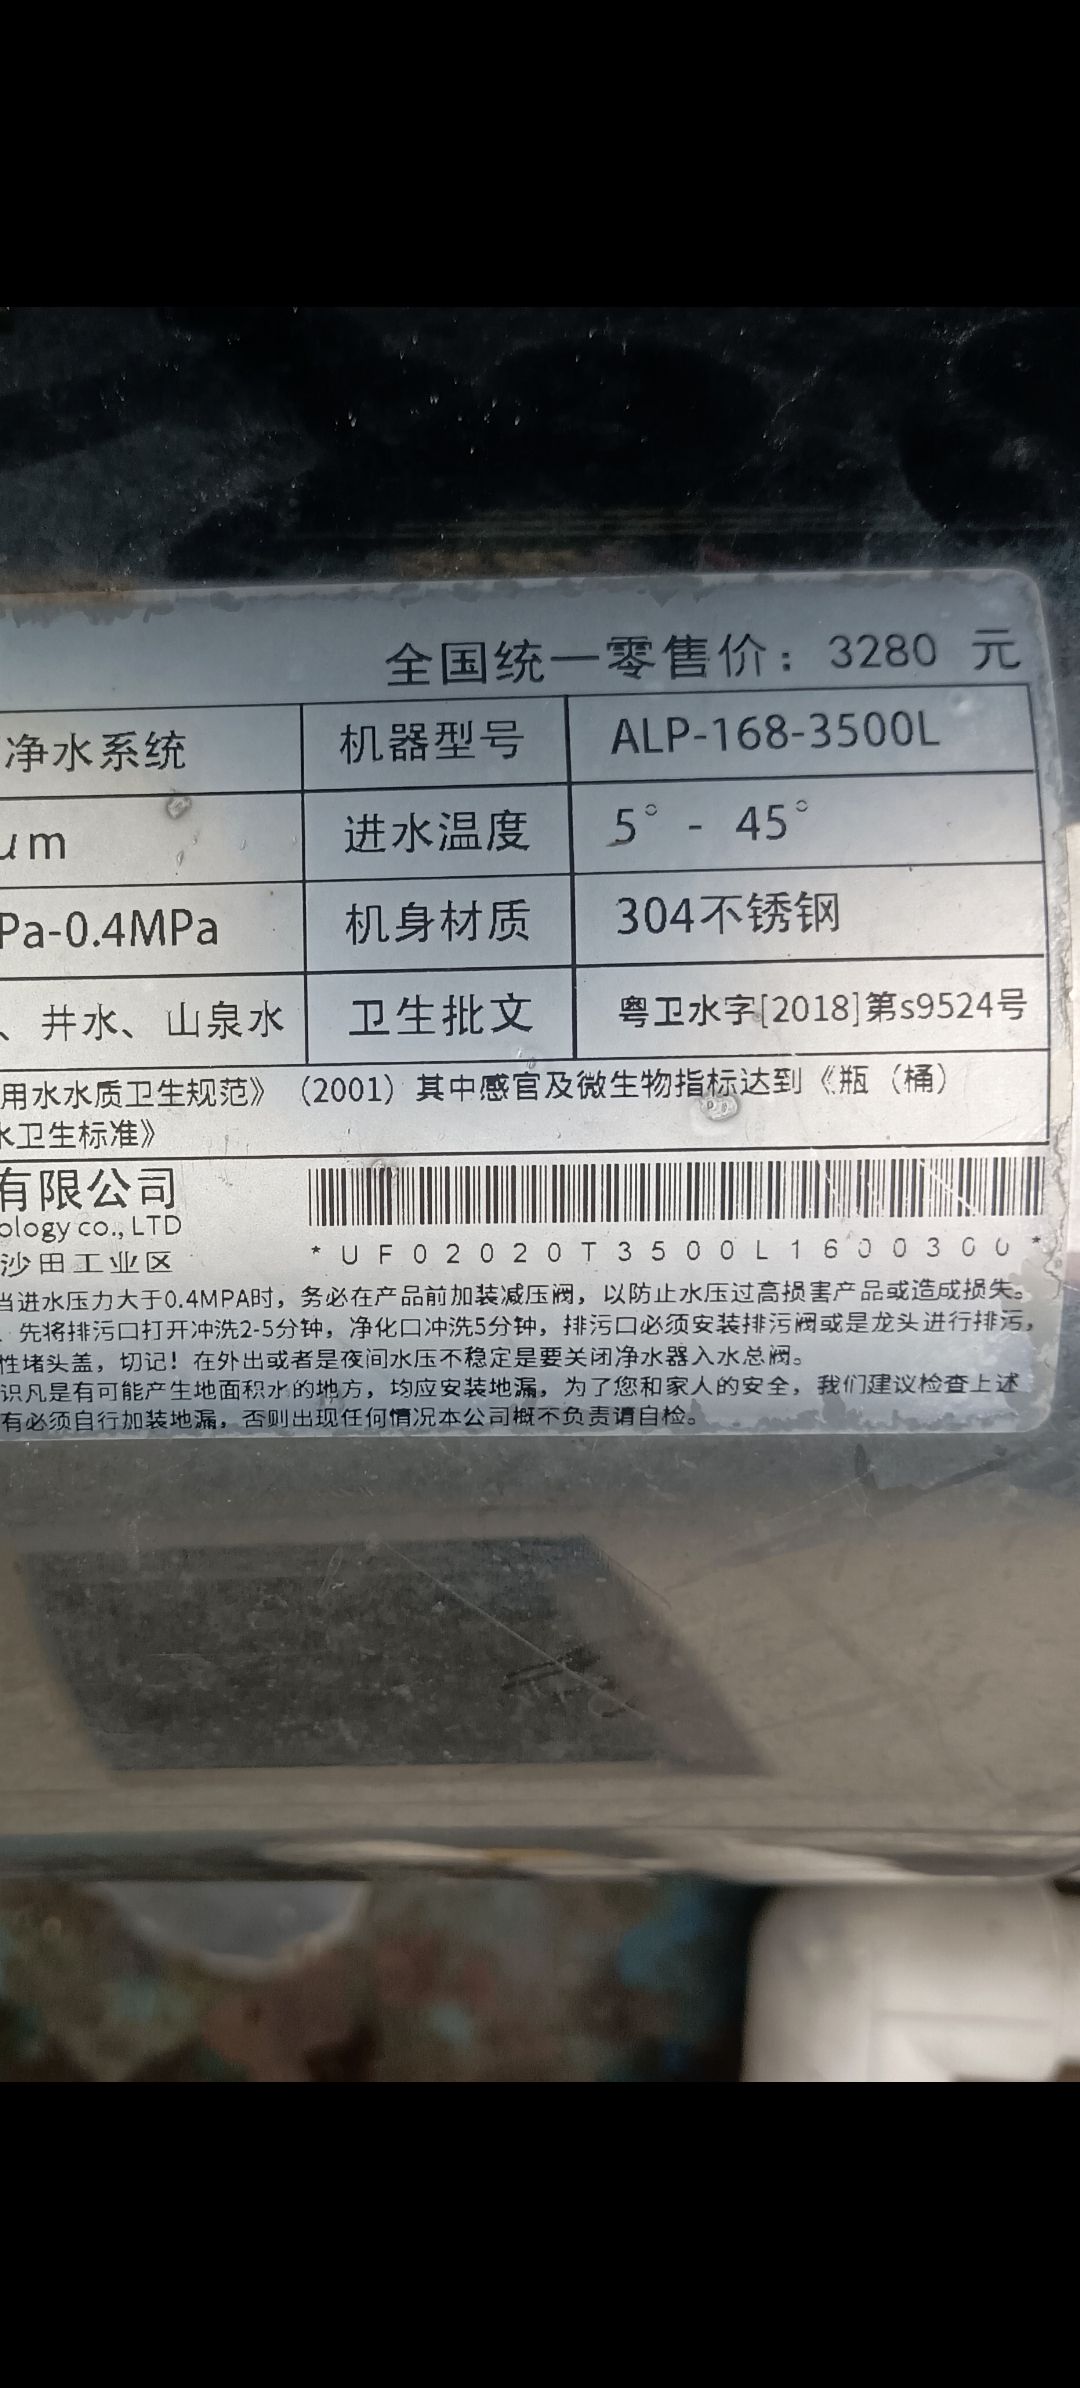 全国统一零售价：3280 元
净水系统 机器型号 ALP-168-3500L
um 进水温度 5° - 45°
Pa-0.4MPa 机身材质 304不锈钢
、井水、山泉水 卫生批文 粤卫水字[2018]第s9524号
用水水质卫生规范》（2001）其中感官及微生物指标达到《瓶（桶）
水卫生标准》
有限公司
ology co., LTD
*UF02020T3500L1600300*
沙田工业区
当进水压力大于0.4MPA时，务必在产品前加装减压阀，以防止水压过高损害产品或造成损失。
先将排污口打开冲洗2-5分钟，净化口冲洗5分钟，排污口必须安装排污阀或是龙头进行排污，
性堵头盖，切记！在外出或者是夜间水压不稳定是要关闭净水器入水总阀。
识凡是有可能产生地面积水的地方，均应安装地漏，为了您和家人的安全，我们建议检查上述
有必须自行加装地漏，否则出现任何情况本公司概不负责请自检。